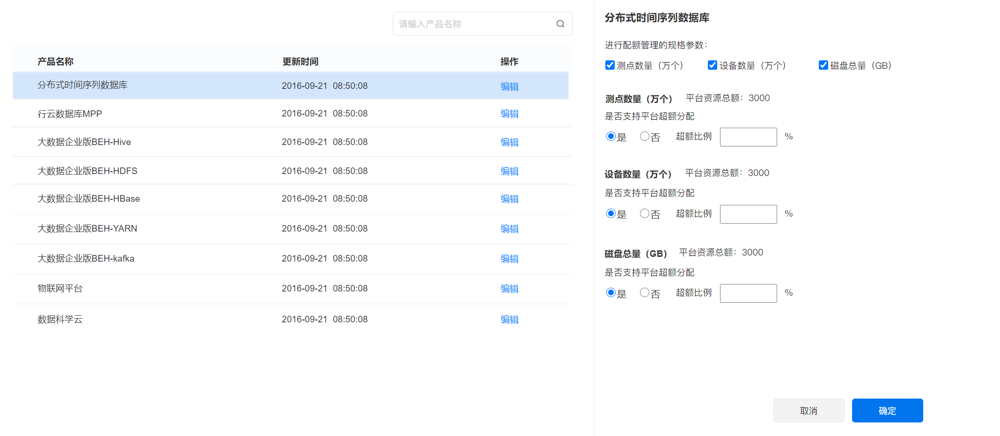 请输入产品名称
产品名称 更新时间 操作
分布式时间序列数据库 2016-09-21 08:50:08 编辑
行云数据库MPP 2016-09-21 08:50:08 编辑
大数据企业版BEH-Hive 2016-09-21 08:50:08 编辑
大数据企业版BEH-HDFS 2016-09-21 08:50:08 编辑
大数据企业版BEH-HBase 2016-09-21 08:50:08 编辑
大数据企业版BEH-YARN 2016-09-21 08:50:08 编辑
大数据企业版BEH-kafka 2016-09-21 08:50:08 编辑
物联网平台 2016-09-21 08:50:08 编辑
数据科学云 2016-09-21 08:50:08 编辑
分布式时间序列数据库
进行配额管理的规格参数：
测点数量（万个） 设备数量（万个） 磁盘总量（GB）
测点数量（万个） 平台资源总额：3000
是否支持平台超额分配
是 否 超额比例 %
设备数量（万个） 平台资源总额：3000
是否支持平台超额分配
是 否 超额比例 %
磁盘总量（GB） 平台资源总额：3000
是否支持平台超额分配
是 否 超额比例 %
取消 确定